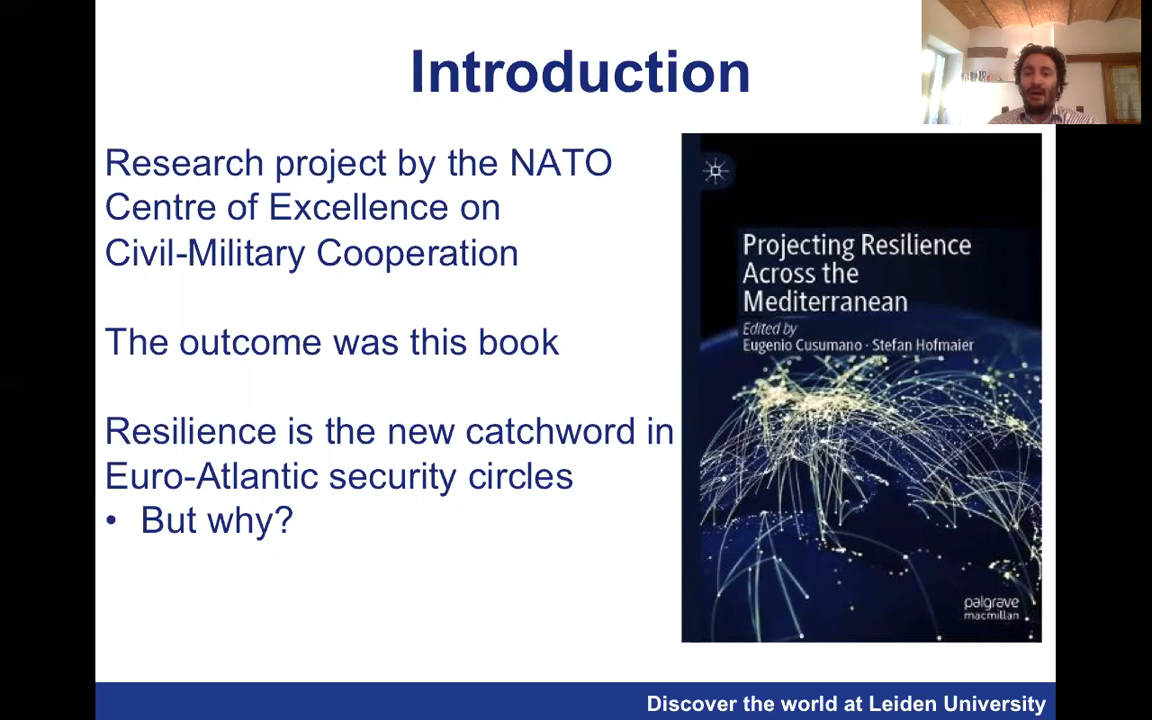 Introduction
Research project by the NATO
Centre of Excellence on
Civil-Military Cooperation
The outcome was this book
Resilience is the new catchword in
Euro-Atlantic security circles
• But why?
Projecting Resilience
Across the
Mediterranean
Edited by
Eugenio Cusumano · Stefan Hofmaier
palgrave
macmillan
Discover the world at Leiden University